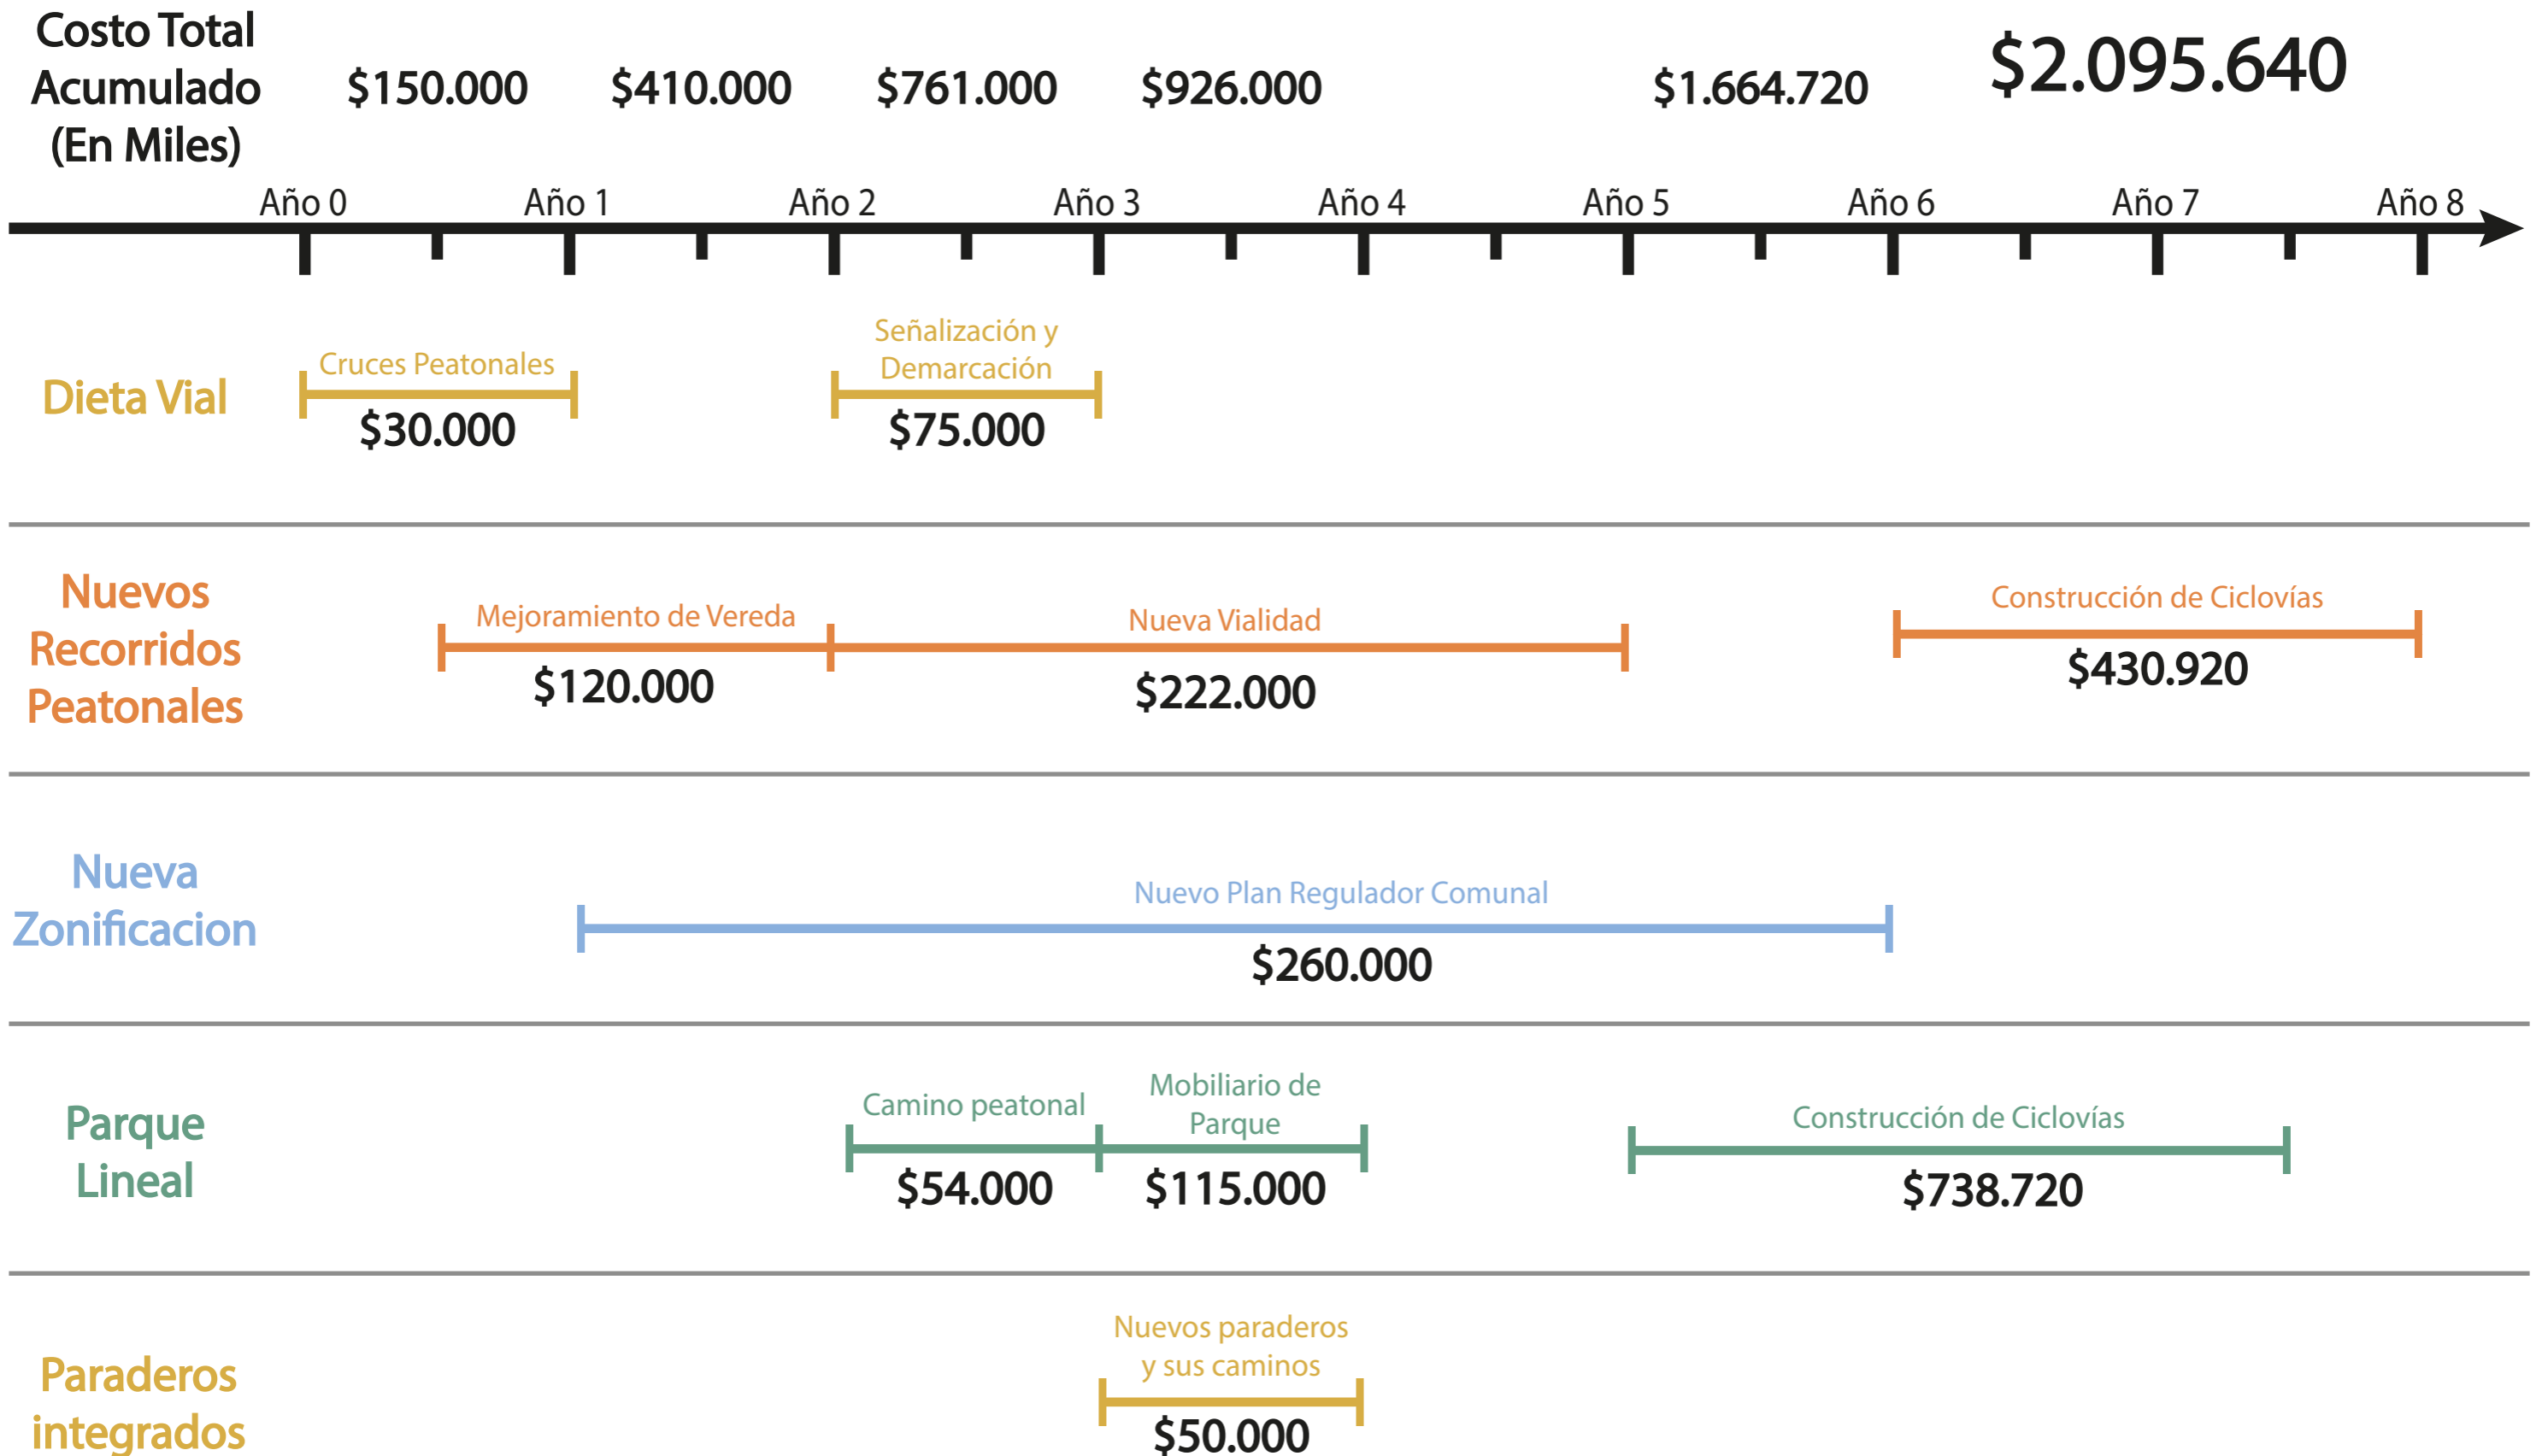 Costo Total
Acumulado
(En Miles)
$150.000
$410.000
$761.000
$926.000
$1.664.720
$2.095.640
Año 0
Año 1
Año 2
Año 3
Año 4
Año 5
Año 6
Año 7
Año 8
Dieta Vial
Cruces Peatonales
$30.000
Señalización y
Demarcación
$75.000
Nuevos
Recorridos
Peatonales
Mejoramiento de Vereda
$120.000
Nueva Vialidad
$222.000
Construcción de Ciclovías
$430.920
Nueva
Zonificacion
Nuevo Plan Regulador Comunal
$260.000
Parque
Lineal
Camino peatonal
$54.000
Mobiliario de
Parque
$115.000
Construcción de Ciclovías
$738.720
Paraderos
integrados
Nuevos paraderos
y sus caminos
$50.000